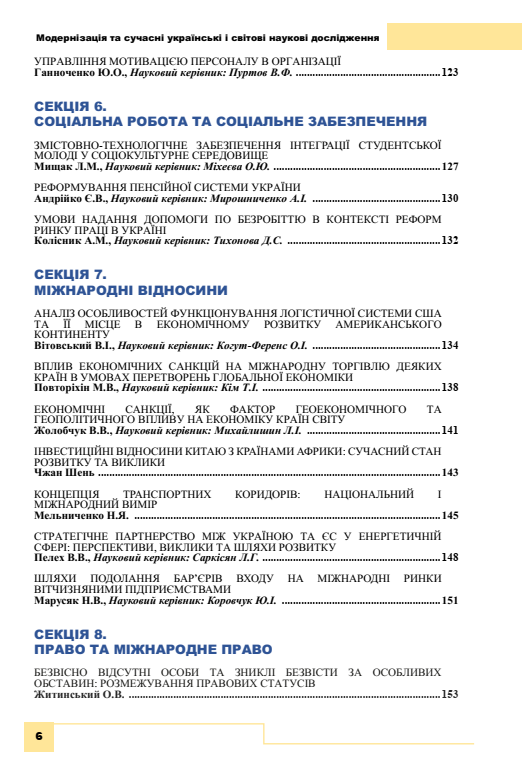 Модернізація та сучасні українські і світові наукові дослідження
УПРАВЛІННЯ МОТИВАЦІЄЮ ПЕРСОНАЛУ В ОРГАНІЗАЦІЇ
Ганноченко Ю.О., Науковий керівник: Пуртов В.Ф. ....................................................123
СЕКЦІЯ 6.
СОЦІАЛЬНА РОБОТА ТА СОЦІАЛЬНЕ ЗАБЕЗПЕЧЕННЯ
ЗМІСТОВНО-ТЕХНОЛОГІЧНЕ ЗАБЕЗПЕЧЕННЯ ІНТЕГРАЦІЇ СТУДЕНТСЬКОЇ
МОЛОДІ У СОЦІОКУЛЬТУРНЕ СЕРЕДОВИЩЕ
Мищак Л.М., Науковий керівник: Міхеєва О.Ю. ....................................................127
РЕФОРМУВАННЯ ПЕНСІЙНОЇ СИСТЕМИ УКРАЇНИ
Андрійко Є.В., Науковий керівник: Мирошниченко А.І. ..........................................130
УМОВИ НАДАННЯ ДОПОМОГИ ПО БЕЗРОБІТТЮ В КОНТЕКСТІ РЕФОРМ
РИНКУ ПРАЦІ В УКРАЇНІ
Колісник А.М., Науковий керівник: Тихонова Д.С. ................................................132
СЕКЦІЯ 7.
МІЖНАРОДНІ ВІДНОСИНИ
АНАЛІЗ ОСОБЛИВОСТЕЙ ФУНКЦІОНУВАННЯ ЛОГІСТИЧНОЇ СИСТЕМИ США
ТА ЇЇ МІСЦЕ В ЕКОНОМІЧНОМУ РОЗВИТКУ АМЕРИКАНСЬКОГО
КОНТИНЕНТУ
Вітовський В.І., Науковий керівник: Когут-Ференс О.І. ..........................................134
ВПЛИВ ЕКОНОМІЧНИХ САНКЦІЙ НА МІЖНАРОДНУ ТОРГІВЛЮ ДЕЯКИХ
КРАЇН В УМОВАХ ПЕРЕТВОРЕНЬ ГЛОБАЛЬНОЇ ЕКОНОМІКИ
Повторіхін М.В., Науковий керівник: Кім Т.І. ........................................................138
ЕКОНОМІЧНІ САНКЦІЇ, ЯК ФАКТОР ГЕОЕКОНОМІЧНОГО ТА
ГЕОПОЛІТИЧНОГО ВПЛИВУ НА ЕКОНОМІКУ КРАЇН СВІТУ
Жолобчук В.В., Науковий керівник: Михайлишин Л.І. ............................................141
ІНВЕСТИЦІЙНІ ВІДНОСИНИ КИТАЮ З КРАЇНАМИ АФРИКИ: СУЧАСНИЙ СТАН
РОЗВИТКУ ТА ВИКЛИКИ
Чжан Шень ..............................................................................................143
КОНЦЕПЦІЯ ТРАНСПОРТНИХ КОРИДОРІВ: НАЦІОНАЛЬНИЙ І
МІЖНАРОДНИЙ ВИМІР
Мельниченко Н.Я. ....................................................................................145
СТРАТЕГІЧНЕ ПАРТНЕРСТВО МІЖ УКРАЇНОЮ ТА ЄС У ЕНЕРГЕТИЧНІЙ
СФЕРІ: ПЕРСПЕКТИВИ, ВИКЛИКИ ТА ШЛЯХИ РОЗВИТКУ
Пелех В.В., Науковий керівник: Саркісян Л.Г. .......................................................148
ШЛЯХИ ПОДОЛАННЯ БАР'ЄРІВ ВХОДУ НА МІЖНАРОДНІ РИНКИ
ВІТЧИЗНЯНИМИ ПІДПРИЄМСТВАМИ
Марусяк Н.В., Науковий керівник: Коровчук Ю.І. ..................................................151
СЕКЦІЯ 8.
ПРАВО ТА МІЖНАРОДНЕ ПРАВО
БЕЗВІСНО ВІДСУТНІ ОСОБИ ТА ЗНИКЛІ БЕЗВІСТИ ЗА ОСОБЛИВИХ
ОБСТАВИН: РОЗМЕЖУВАННЯ ПРАВОВИХ СТАТУСІВ
Житинський О.В. .....................................................................................153
6